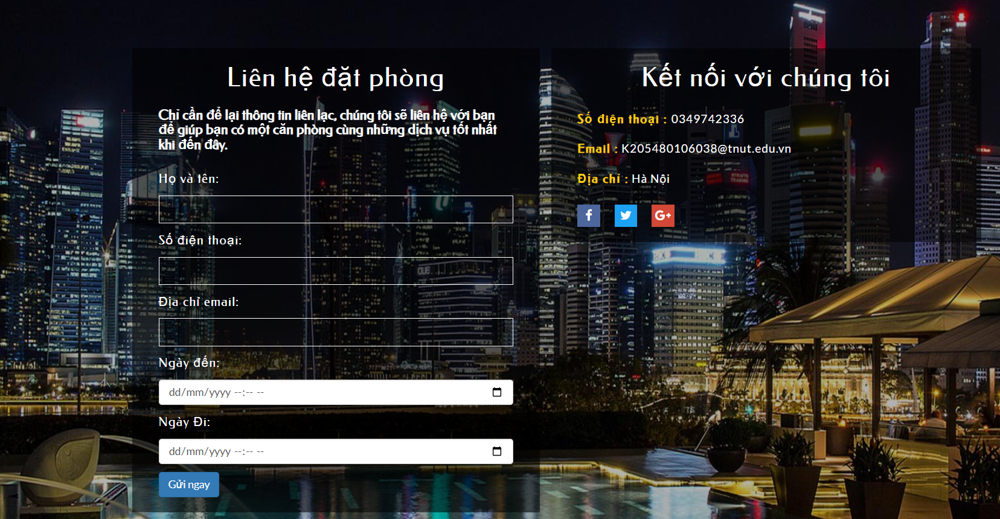 Liên hệ đặt phòng
Chỉ cần để lại thông tin liên lạc, chúng tôi sẽ liên hệ với bạn
để giúp bạn có một căn phòng cùng những dịch vụ tốt nhất
khi đến đây.
Họ và tên:
Số điện thoại:
Địa chỉ email:
Ngày đến:
dd/mm/yyyy --:-- --
Ngày Đi:
dd/mm/yyyy --:-- --
Gửi ngay
Kết nối với chúng tôi
Số điện thoại : 0349742336
Email : K205480106038@tnut.edu.vn
Địa chỉ : Hà Nội
f G+
STRAITS
TRADING
OUB